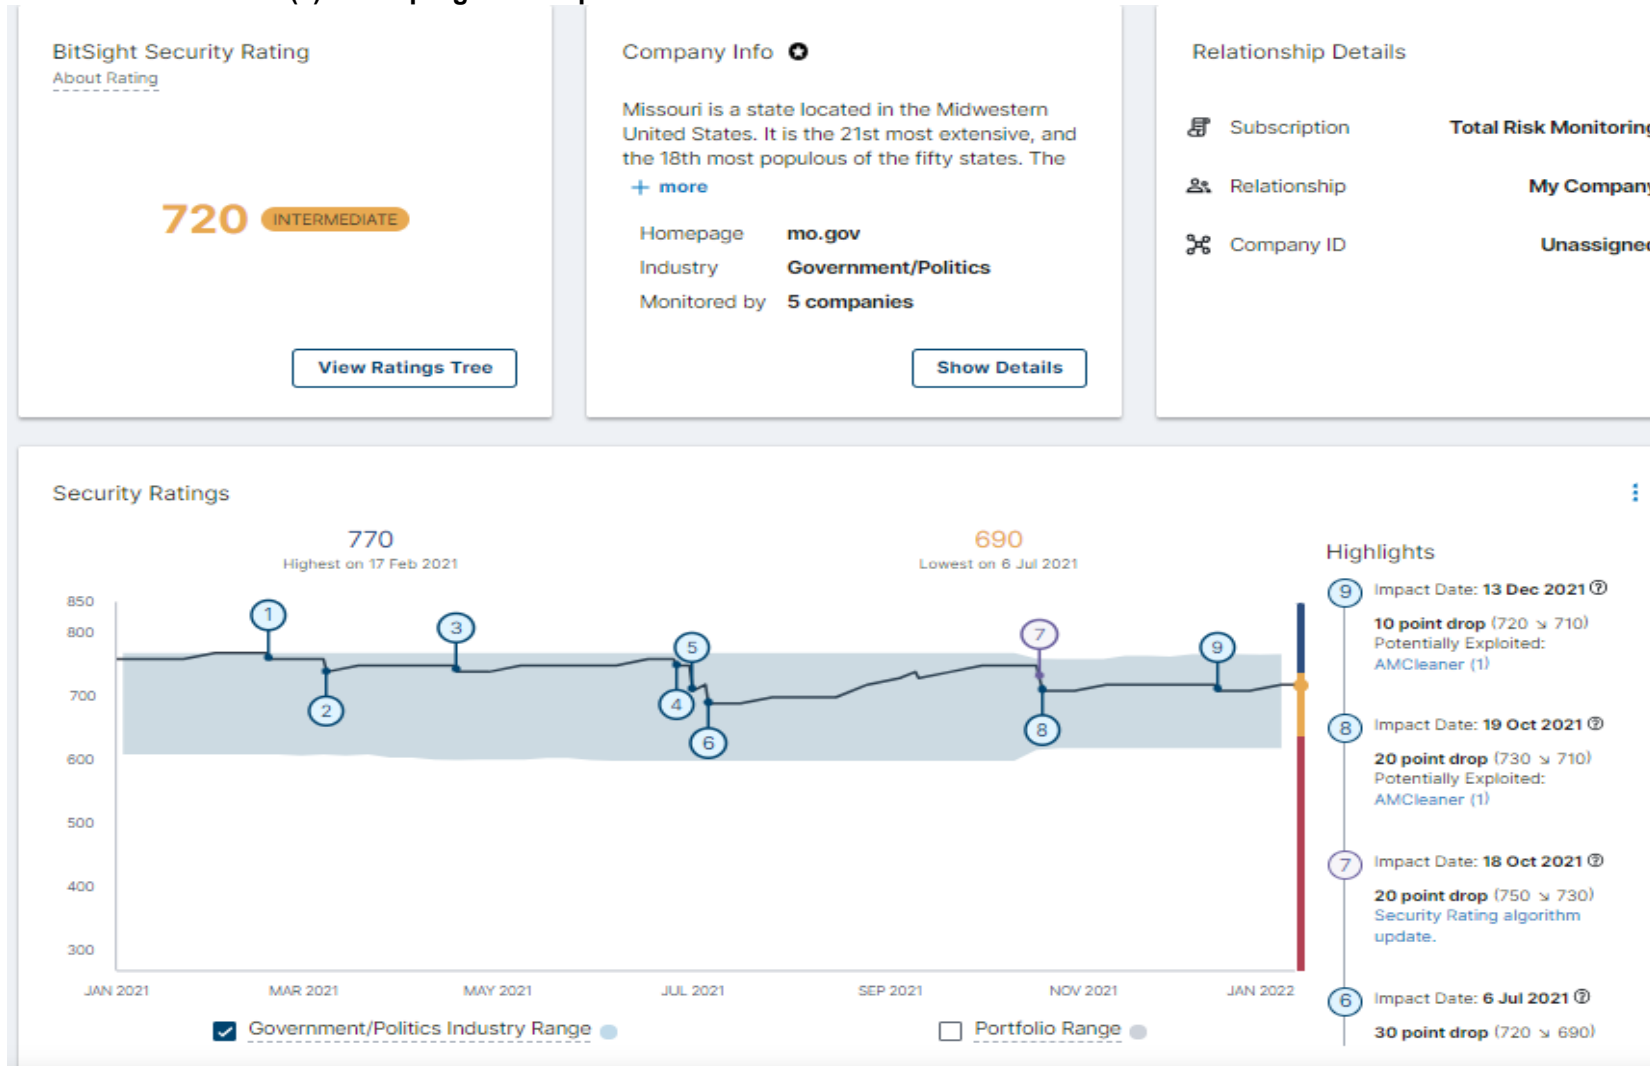 BitSight Security Rating
About Rating
720 INTERMEDIATE
View Ratings Tree
Company Info
Missouri is a state located in the Midwestern
United States. It is the 21st most extensive, and
the 18th most populous of the fifty states. The
+ more
Homepage mo.gov
Industry Government/Politics
Monitored by 5 companies
Show Details
Relationship Details
Subscription Total Risk Monitoring
Relationship My Company
Company ID Unassigned
Security Ratings
770
Highest on 17 Feb 2021
690
Lowest on 6 Jul 2021
850
800
700
600
500
400
300
1
2
3
4
5
6
7
8
9
JAN 2021
MAR 2021
MAY 2021
JUL 2021
SEP 2021
NOV 2021
JAN 2022
Government/Politics Industry Range
Portfolio Range
Highlights
9 Impact Date: 13 Dec 2021
10 point drop (720 ↘ 710)
Potentially Exploited:
AMCleaner (1)
8 Impact Date: 19 Oct 2021
20 point drop (730 ↘ 710)
Potentially Exploited:
AMCleaner (1)
7 Impact Date: 18 Oct 2021
20 point drop (750 ↘ 730)
Security Rating algorithm
update.
6 Impact Date: 6 Jul 2021
30 point drop (720 ↘ 690)